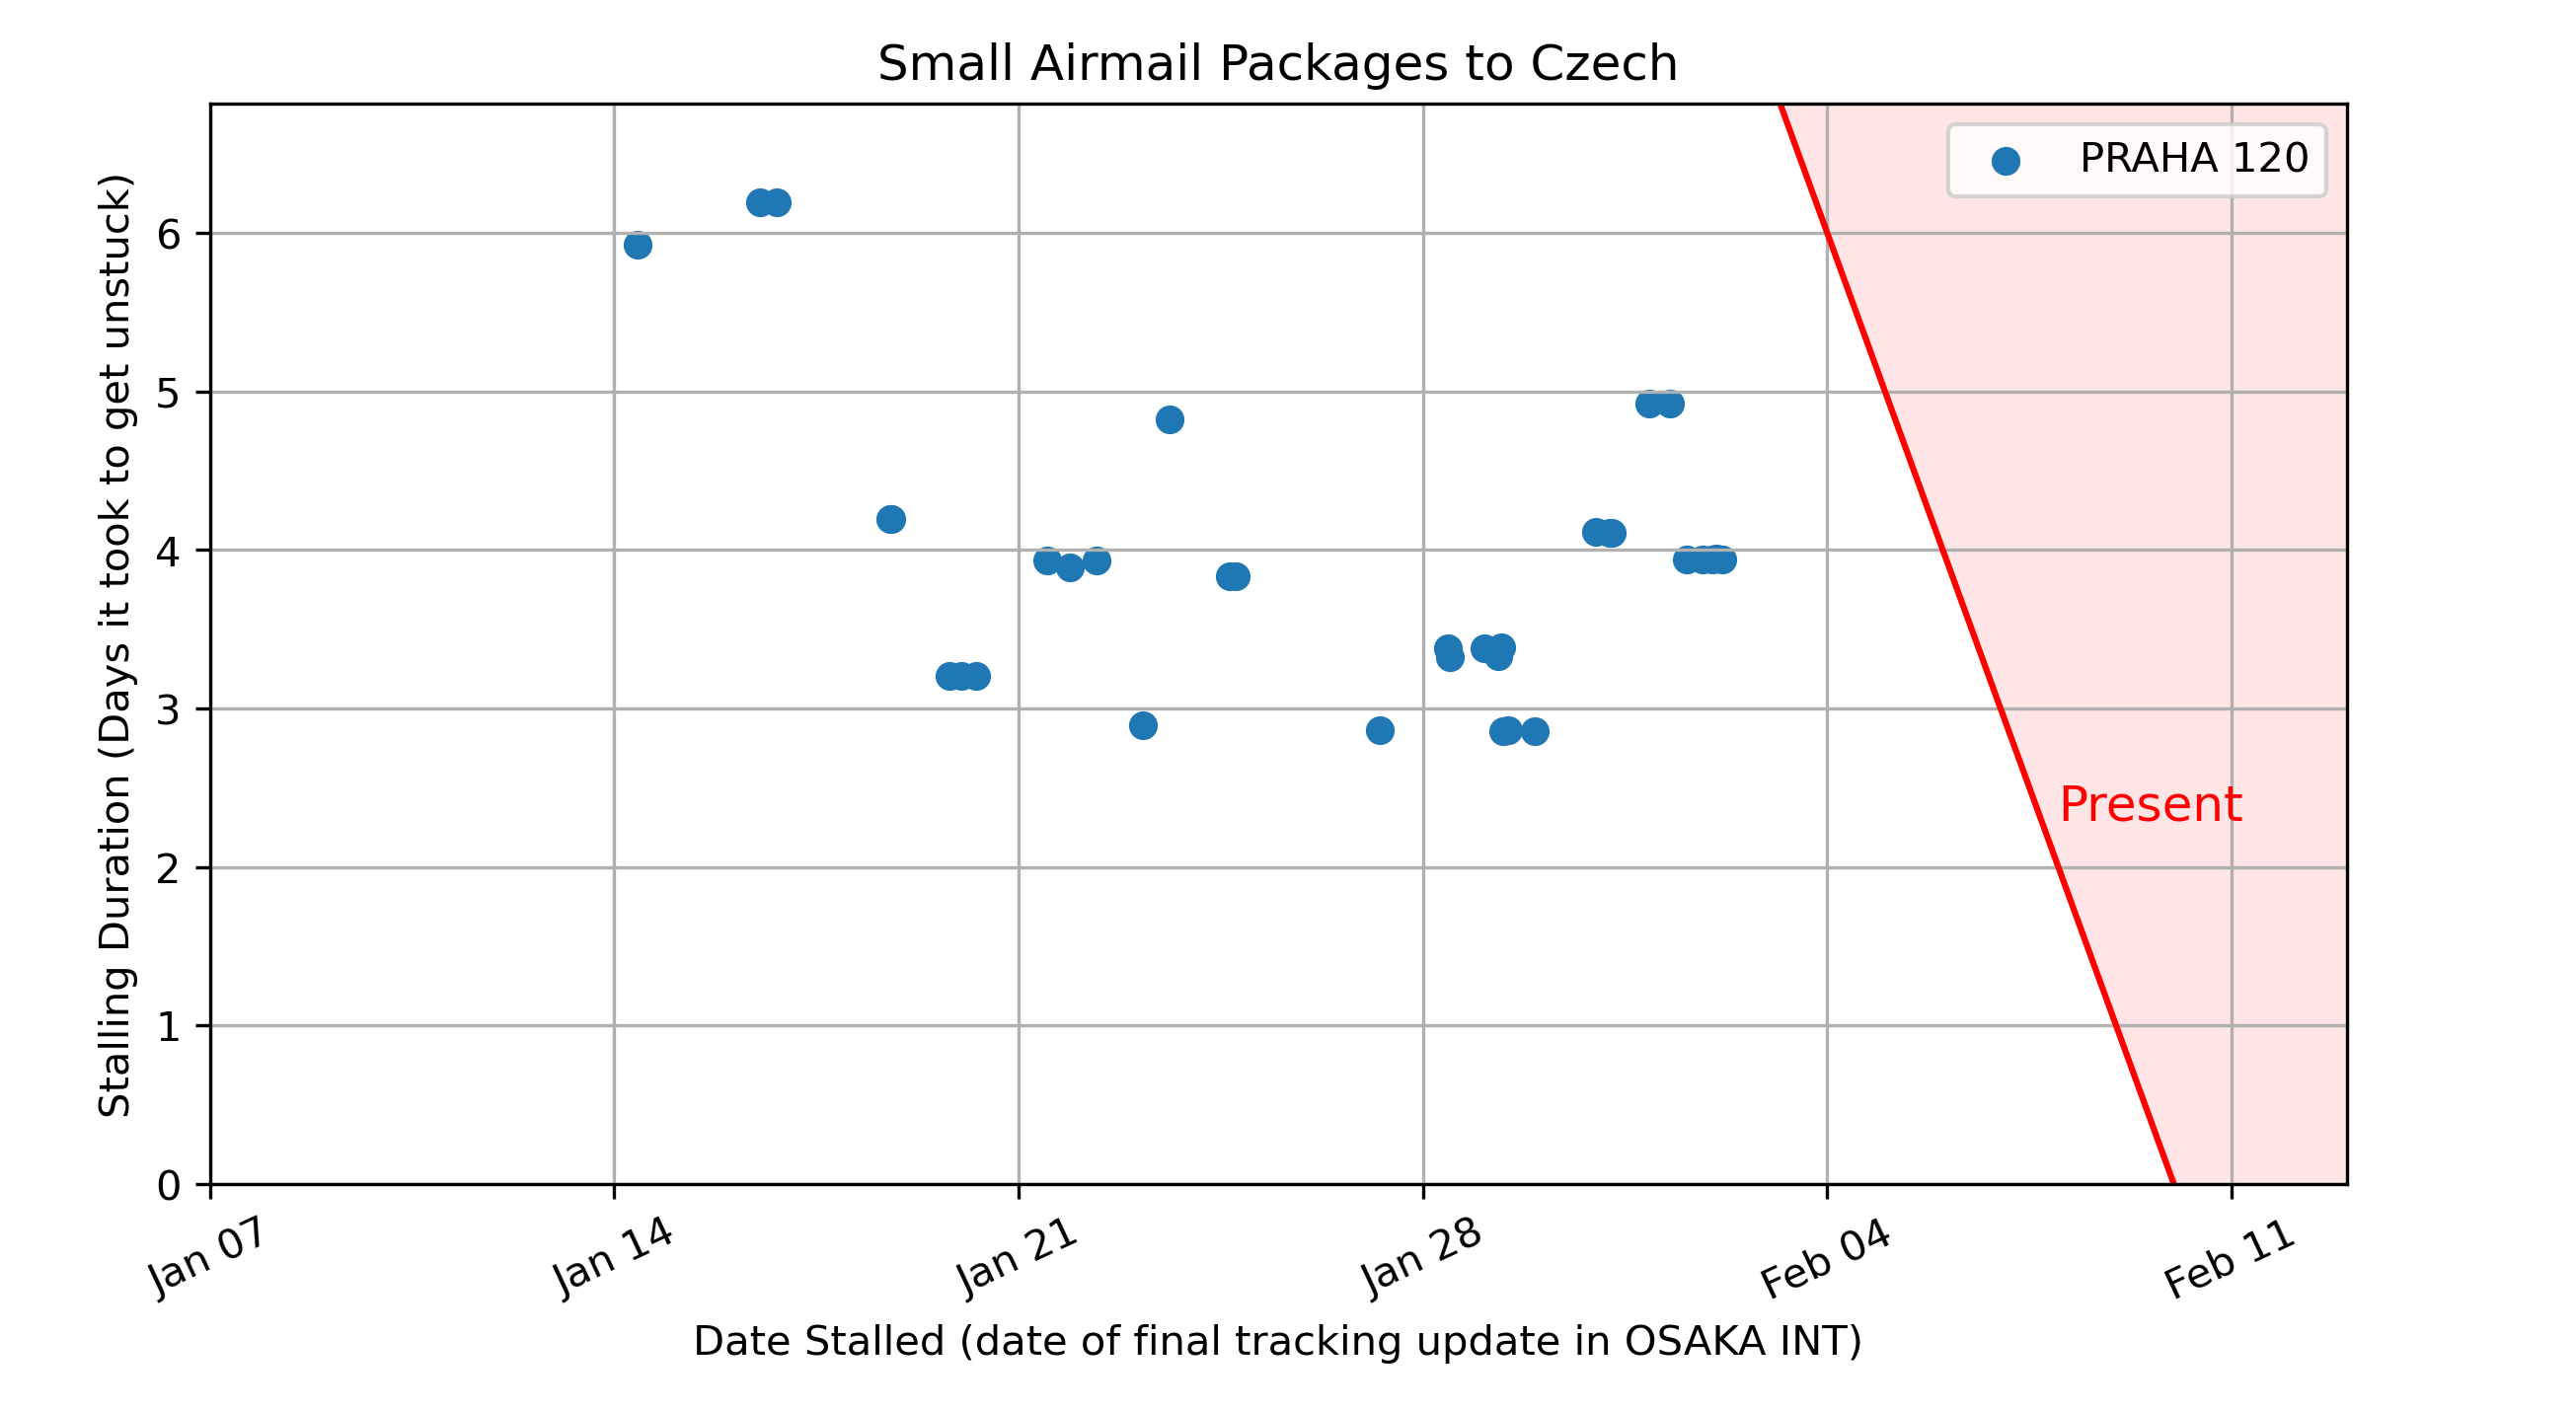 Small Airmail Packages to Czech
PRAHA 120
Stalling Duration (Days it took to get unstuck)
6
5
4
3
2
1
0
Present
Jan 07
Jan 14
Jan 21
Jan 28
Feb 04
Feb 11
Date Stalled (date of final tracking update in OSAKA INT)